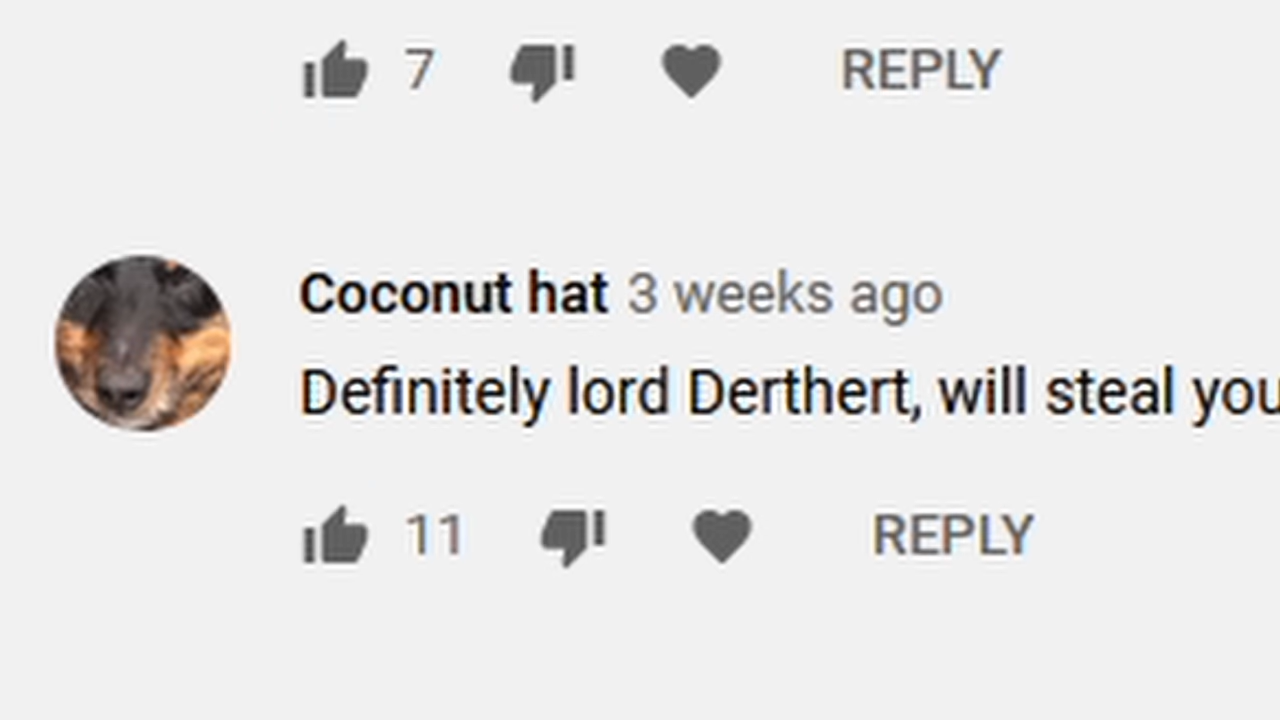 7 REPLY
Coconut hat 3 weeks ago
Definitely lord Derthert, will steal you
11 REPLY